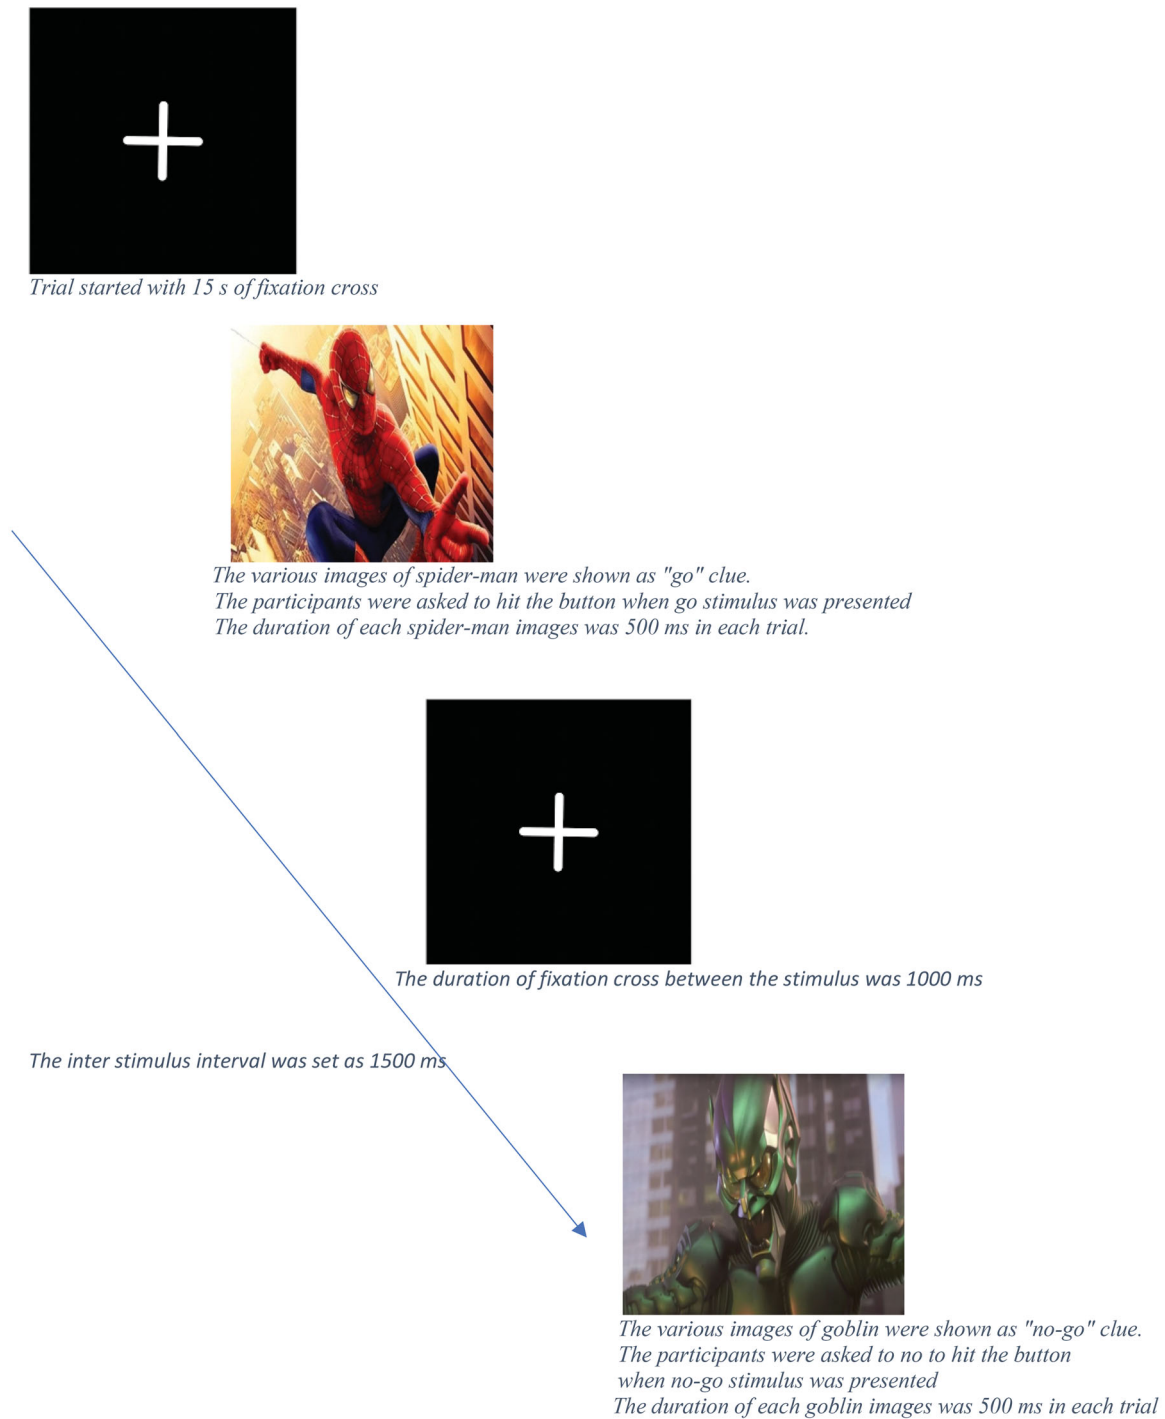 Trial started with 15 s of fixation cross
The various images of spider-man were shown as "go" clue.
The participants were asked to hit the button when go stimulus was presented
The duration of each spider-man images was 500 ms in each trial.
The duration of fixation cross between the stimulus was 1000 ms
The inter stimulus interval was set as 1500 ms
The various images of goblin were shown as "no-go" clue.
The participants were asked to no to hit the button
when no-go stimulus was presented
The duration of each goblin images was 500 ms in each trial